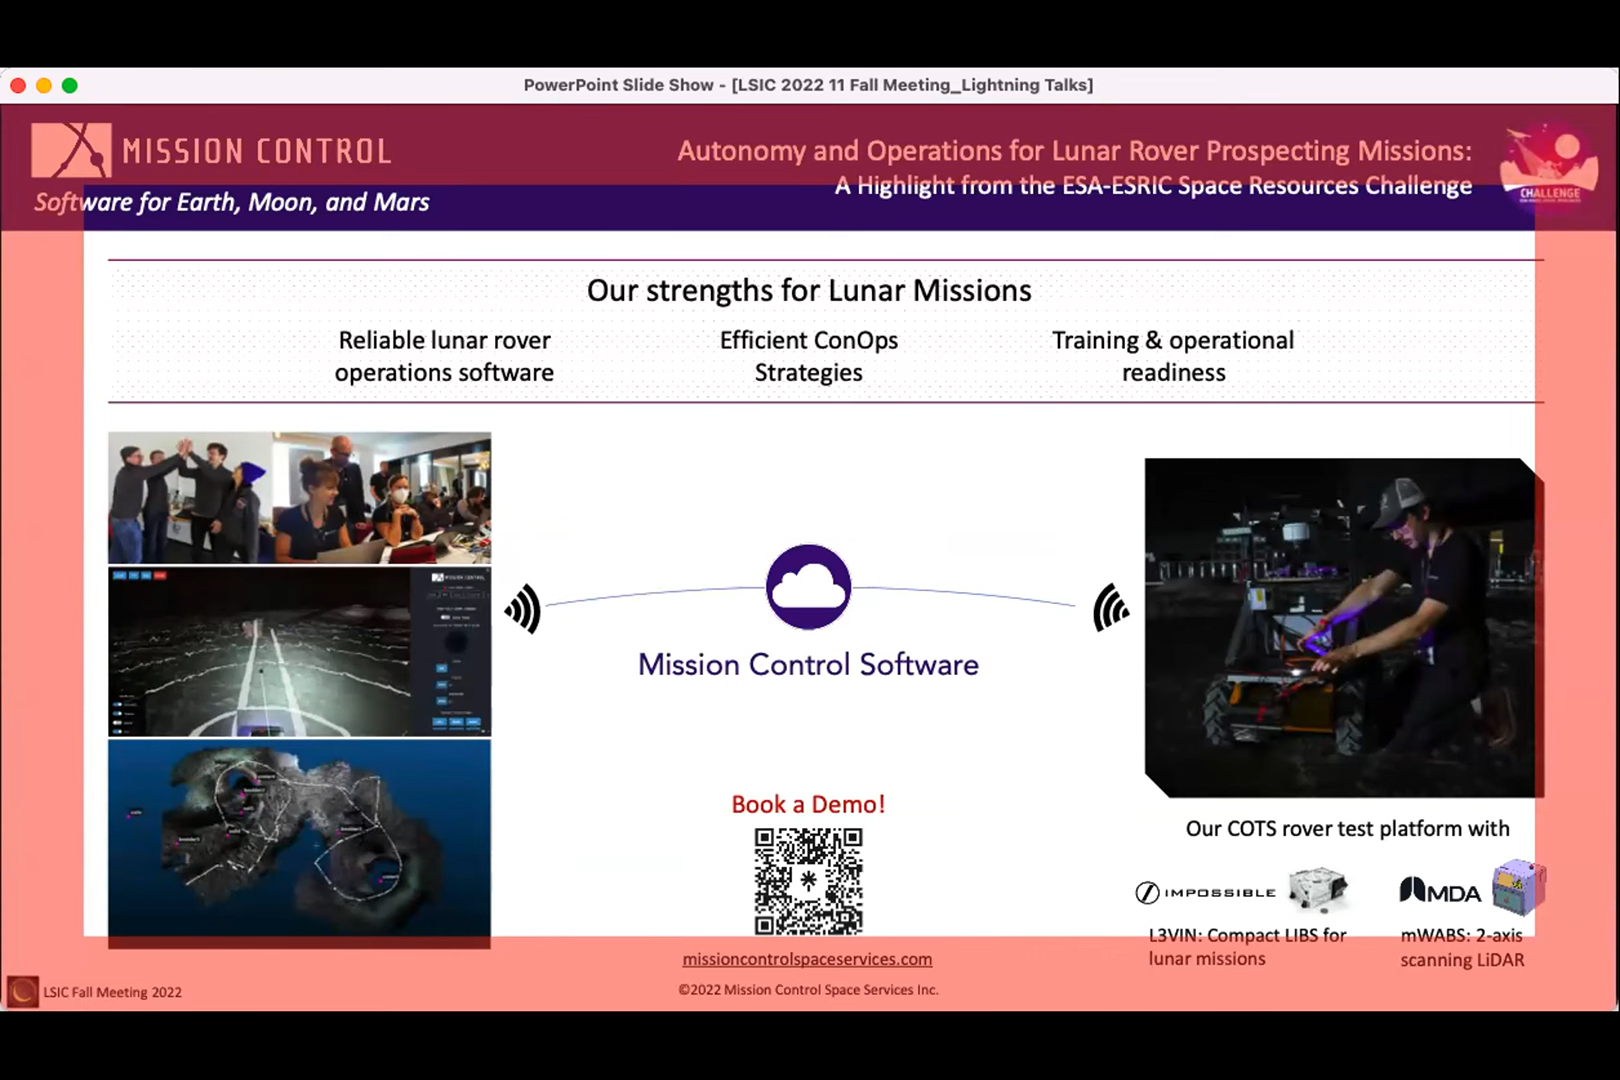 PowerPoint Slide Show - [LSIC 2022 11 Fall Meeting_Lightning Talks]
MISSION CONTROL
Software for Earth, Moon, and Mars
Autonomy and Operations for Lunar Rover Prospecting Missions:
A Highlight from the ESA-ESRIC Space Resources Challenge
CHALLENGE
Our strengths for Lunar Missions
Reliable lunar rover
operations software
Efficient ConOps
Strategies
Training & operational
readiness
MISSION CONTROL
Mission Control Software
Book a Demo!
missioncontrolspaceservices.com
©2022 Mission Control Space Services Inc.
Our COTS rover test platform with
IMPOSSIBLE
L3VIN: Compact LIBS for
lunar missions
MDA
mWABS: 2-axis
scanning LiDAR
LSIC Fall Meeting 2022